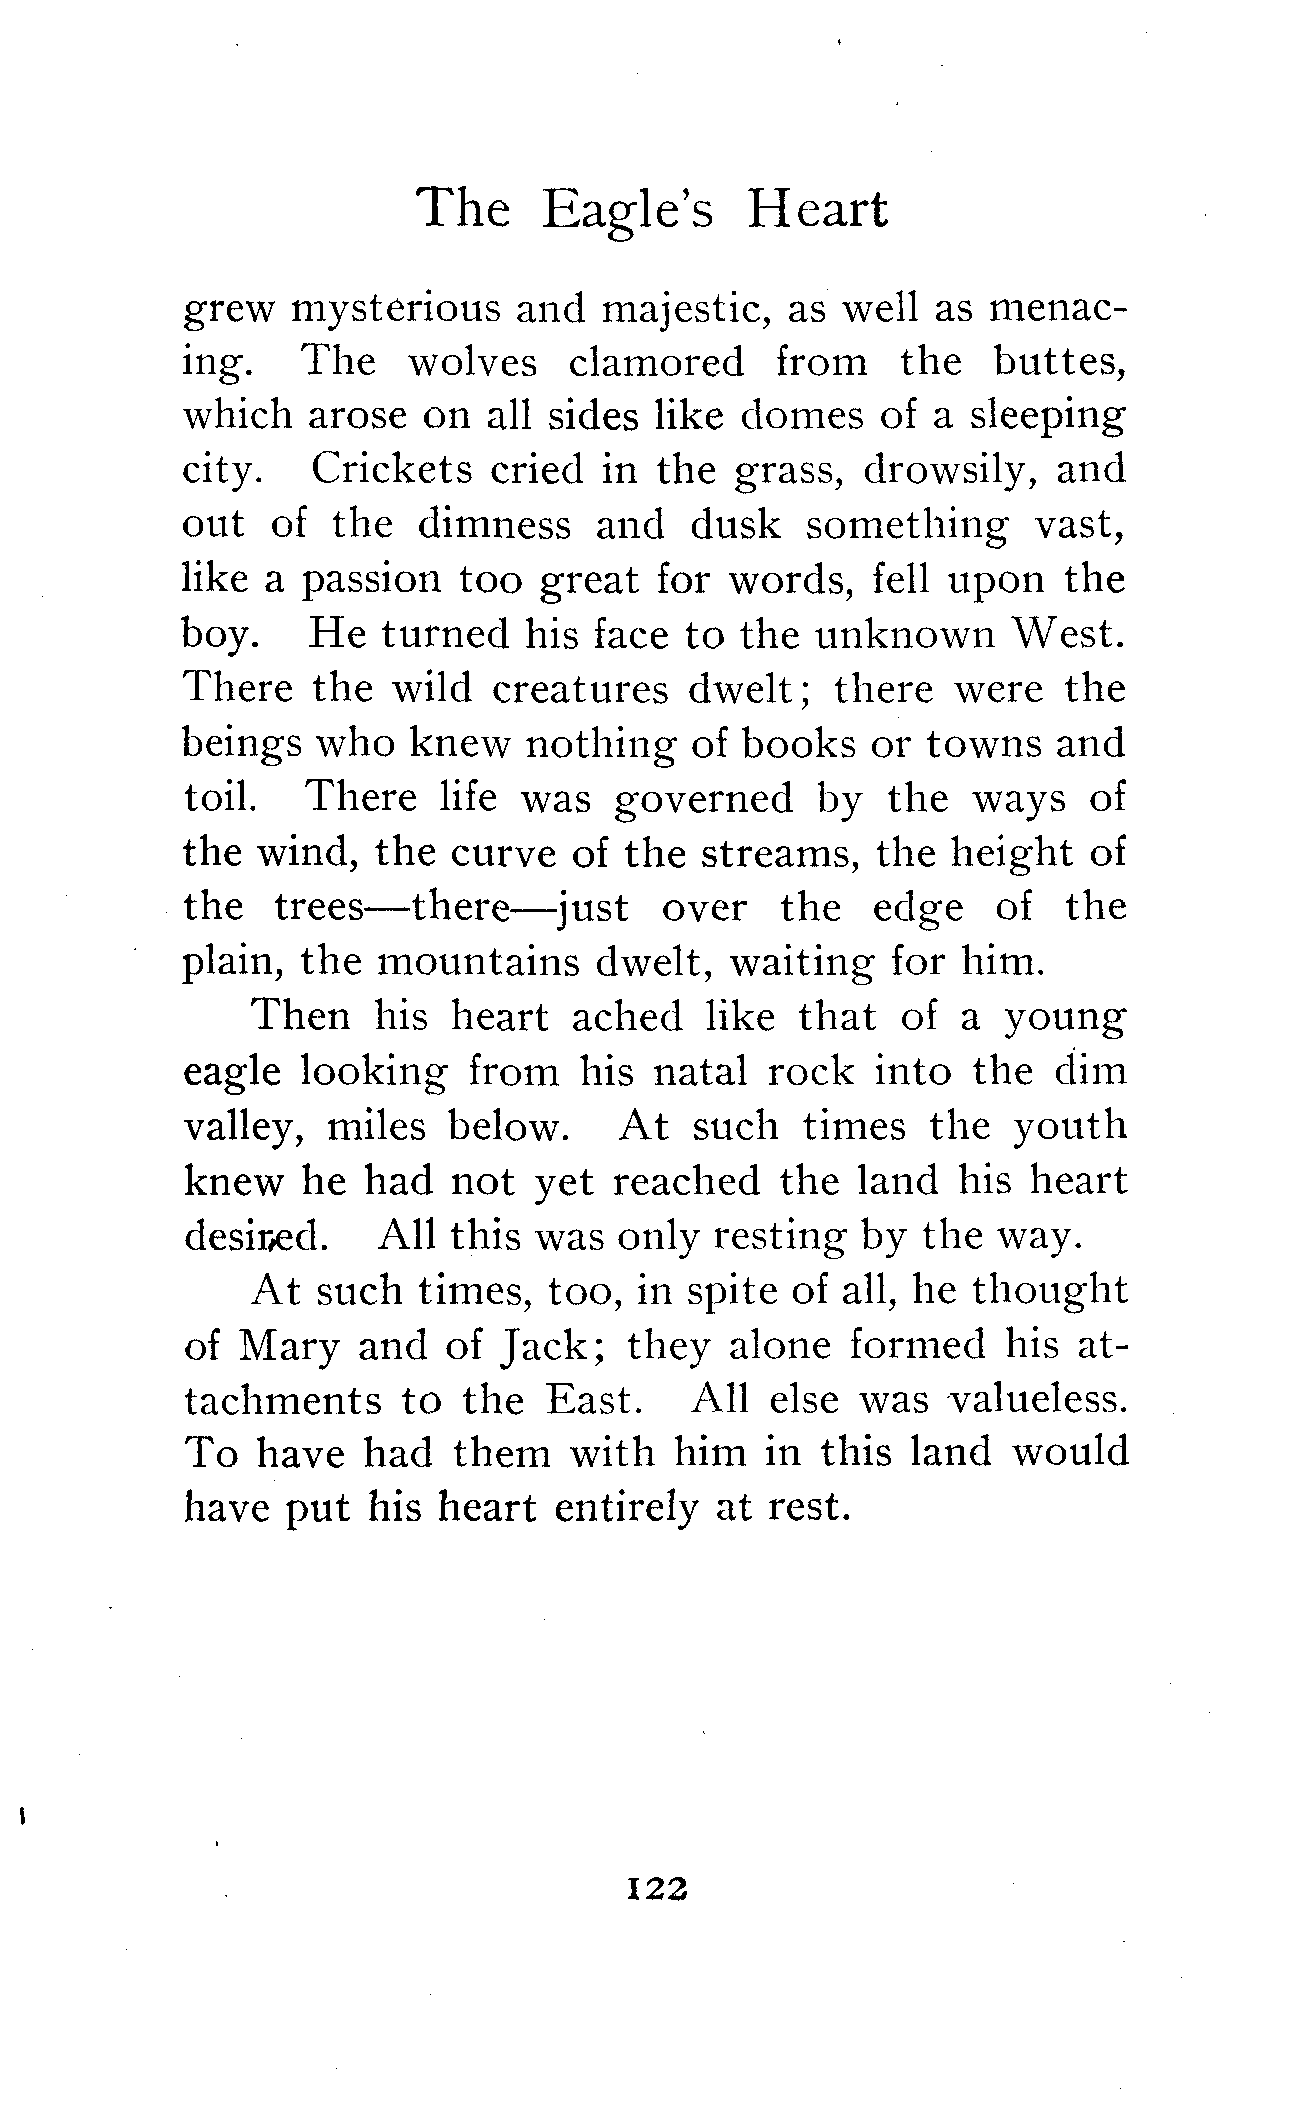 The Eagle's Heart
grew mysterious and majestic, as well as menac-
ing. The wolves clamored from the buttes,
which arose on all sides like domes of a sleeping
city. Crickets cried in the grass, drowsily, and
out of the dimness and dusk something vast,
like a passion too great for words, fell upon the
boy. He turned his face to the unknown West.
There the wild creatures dwelt; there were the
beings who knew nothing of books or towns and
toil. There life was governed by the ways of
the wind, the curve of the streams, the height of
the trees—there—just over the edge of the
plain, the mountains dwelt, waiting for him.
Then his heart ached like that of a young
eagle looking from his natal rock into the dim
valley, miles below. At such times the youth
knew he had not yet reached the land his heart
desired. All this was only resting by the way.
At such times, too, in spite of all, he thought
of Mary and of Jack; they alone formed his at-
tachments to the East. All else was valueless.
To have had them with him in this land would
have put his heart entirely at rest.
122